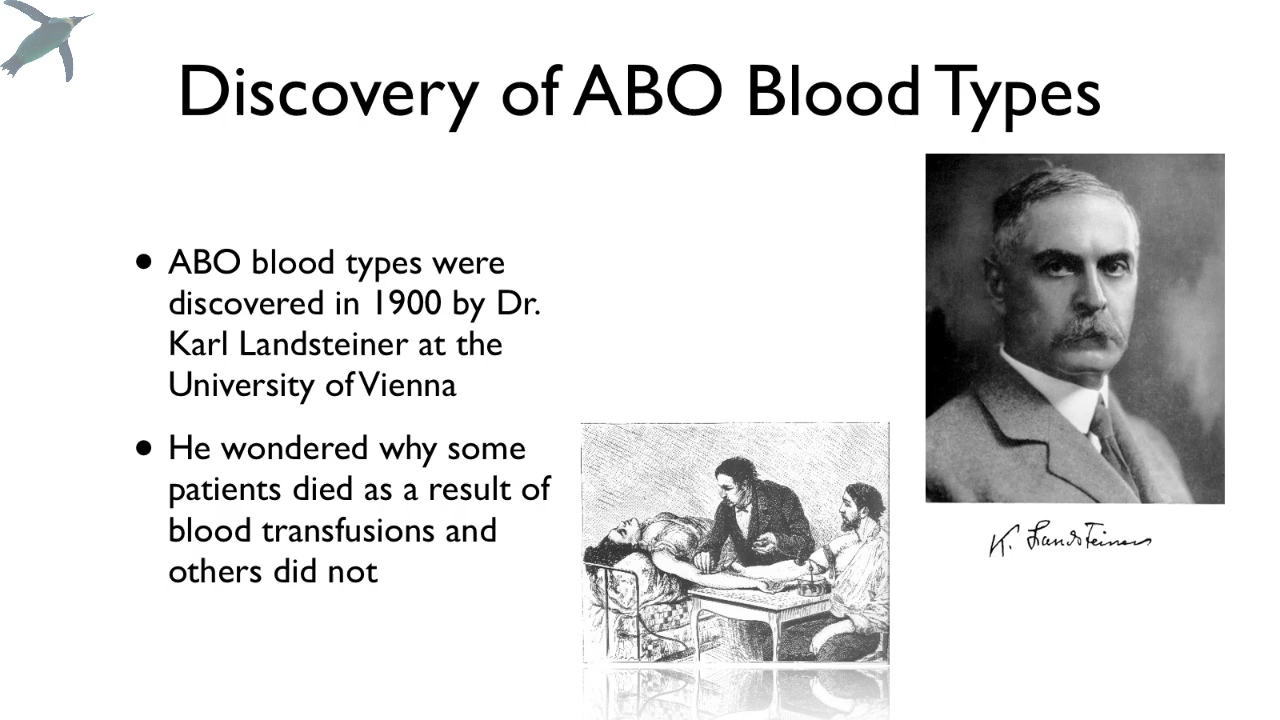 Discovery of ABO Blood Types
• ABO blood types were
discovered in 1900 by Dr.
Karl Landsteiner at the
University of Vienna
• He wondered why some
patients died as a result of
blood transfusions and
others did not
K. Landsteiner